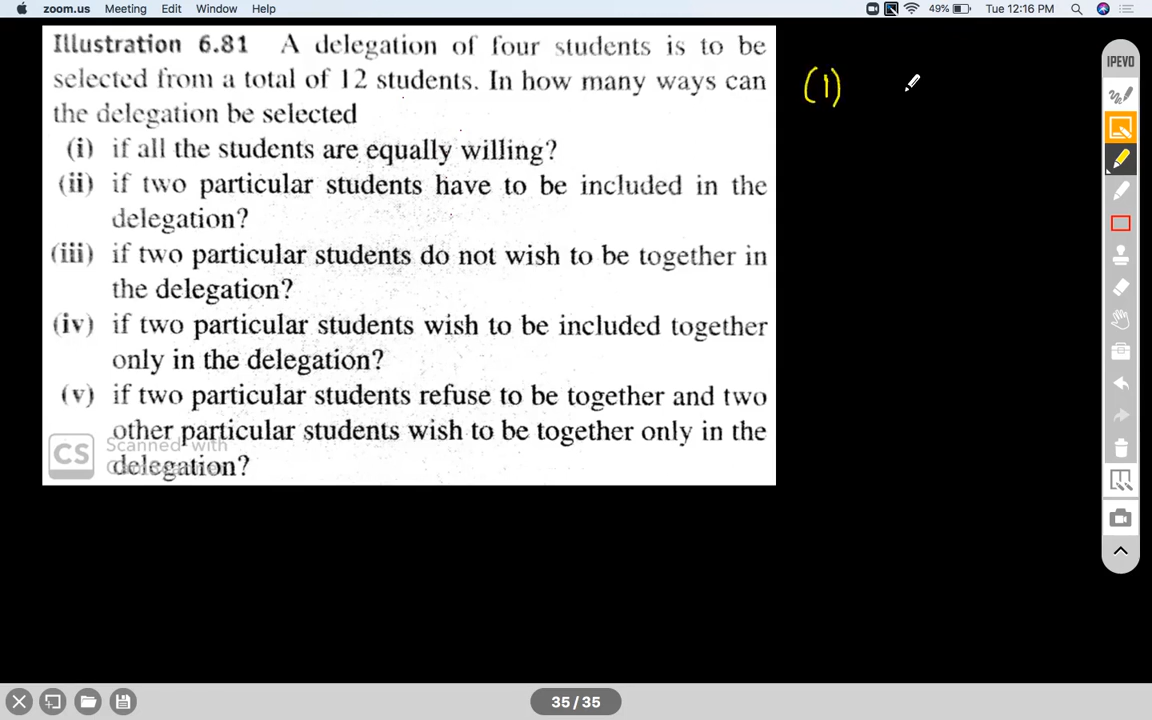 zoom.us Meeting Edit Window Help 49% Tue 12:16 PM
Illustration 6.81 A delegation of four students is to be
selected from a total of 12 students. In how many ways can
the delegation be selected
(i) if all the students are equally willing?
(ii) if two particular students have to be included in the
delegation?
(iii) if two particular students do not wish to be together in
the delegation?
(iv) if two particular students wish to be included together
only in the delegation?
(v) if two particular students refuse to be together and two
other particular students wish to be together only in the
delegation?
CS Scanned with
(1)
IPEVO
35/35